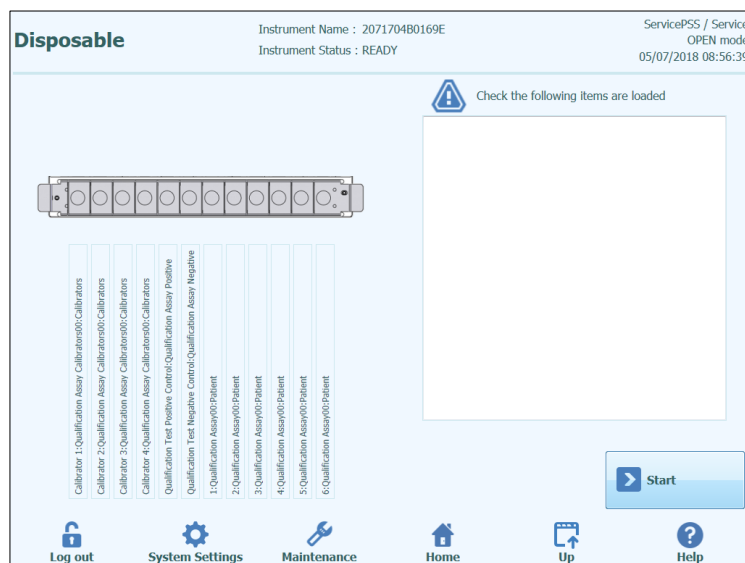 Disposable
Instrument Name : 2071704B0169E
Instrument Status : READY
ServicePSS / Service
OPEN mode
05/07/2018 08:56:39
Check the following items are loaded
Calibrator 1:Qualification Assay Calibrators00:Calibrators
Calibrator 2:Qualification Assay Calibrators00:Calibrators
Calibrator 3:Qualification Assay Calibrators00:Calibrators
Calibrator 4:Qualification Assay Calibrators00:Calibrators
Qualification Test Positive Control:Qualification Assay Positive
Qualification Test Negative Control:Qualification Assay Negative
1:Qualification Assay00:Patient
2:Qualification Assay00:Patient
3:Qualification Assay00:Patient
4:Qualification Assay00:Patient
5:Qualification Assay00:Patient
6:Qualification Assay00:Patient
Start
Log out
System Settings
Maintenance
Home
Up
Help